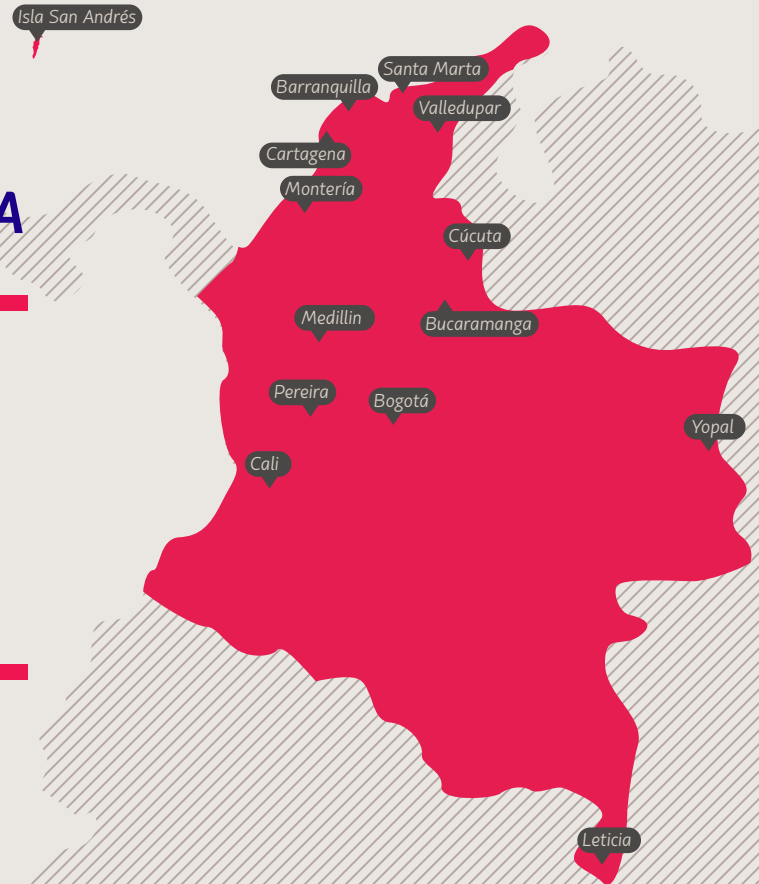 Isla San Andrés
Santa Marta
Barranquilla
Valledupar
Cartagena
Montería
A
Cúcuta
Medillin
Bucaramanga
Pereira
Bogotá
Yopal
Cali
Leticia